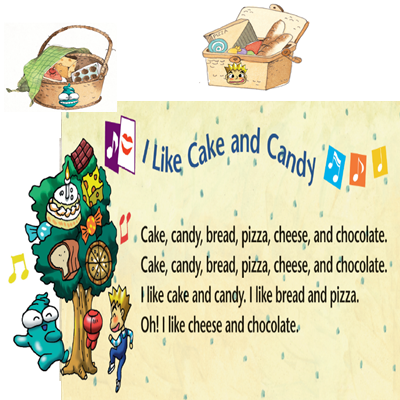 I Like Cake and Candy
Cake, candy, bread, pizza, cheese, and chocolate.
Cake, candy, bread, pizza, cheese, and chocolate.
I like cake and candy. I like bread and pizza.
Oh! I like cheese and chocolate.